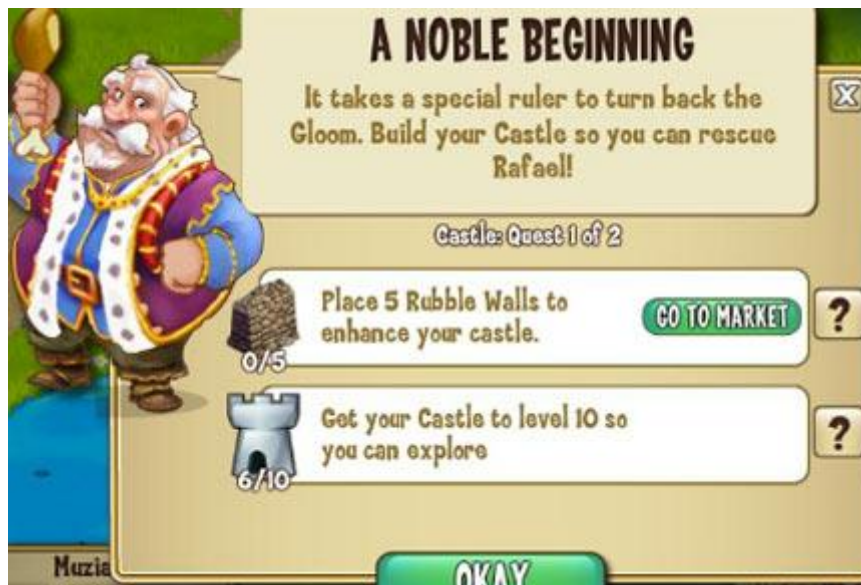 A NOBLE BEGINNING
X
It takes a special ruler to turn back the
Gloom. Build your Castle so you can rescue
Rafael!
Castle: Quest 1 of 2
Place 5 Rubble Walls to
enhance your castle.
GO TO MARKET
?
0/5
Get your Castle to level 10 so
you can explore
?
6/10
Muzia
OKAY